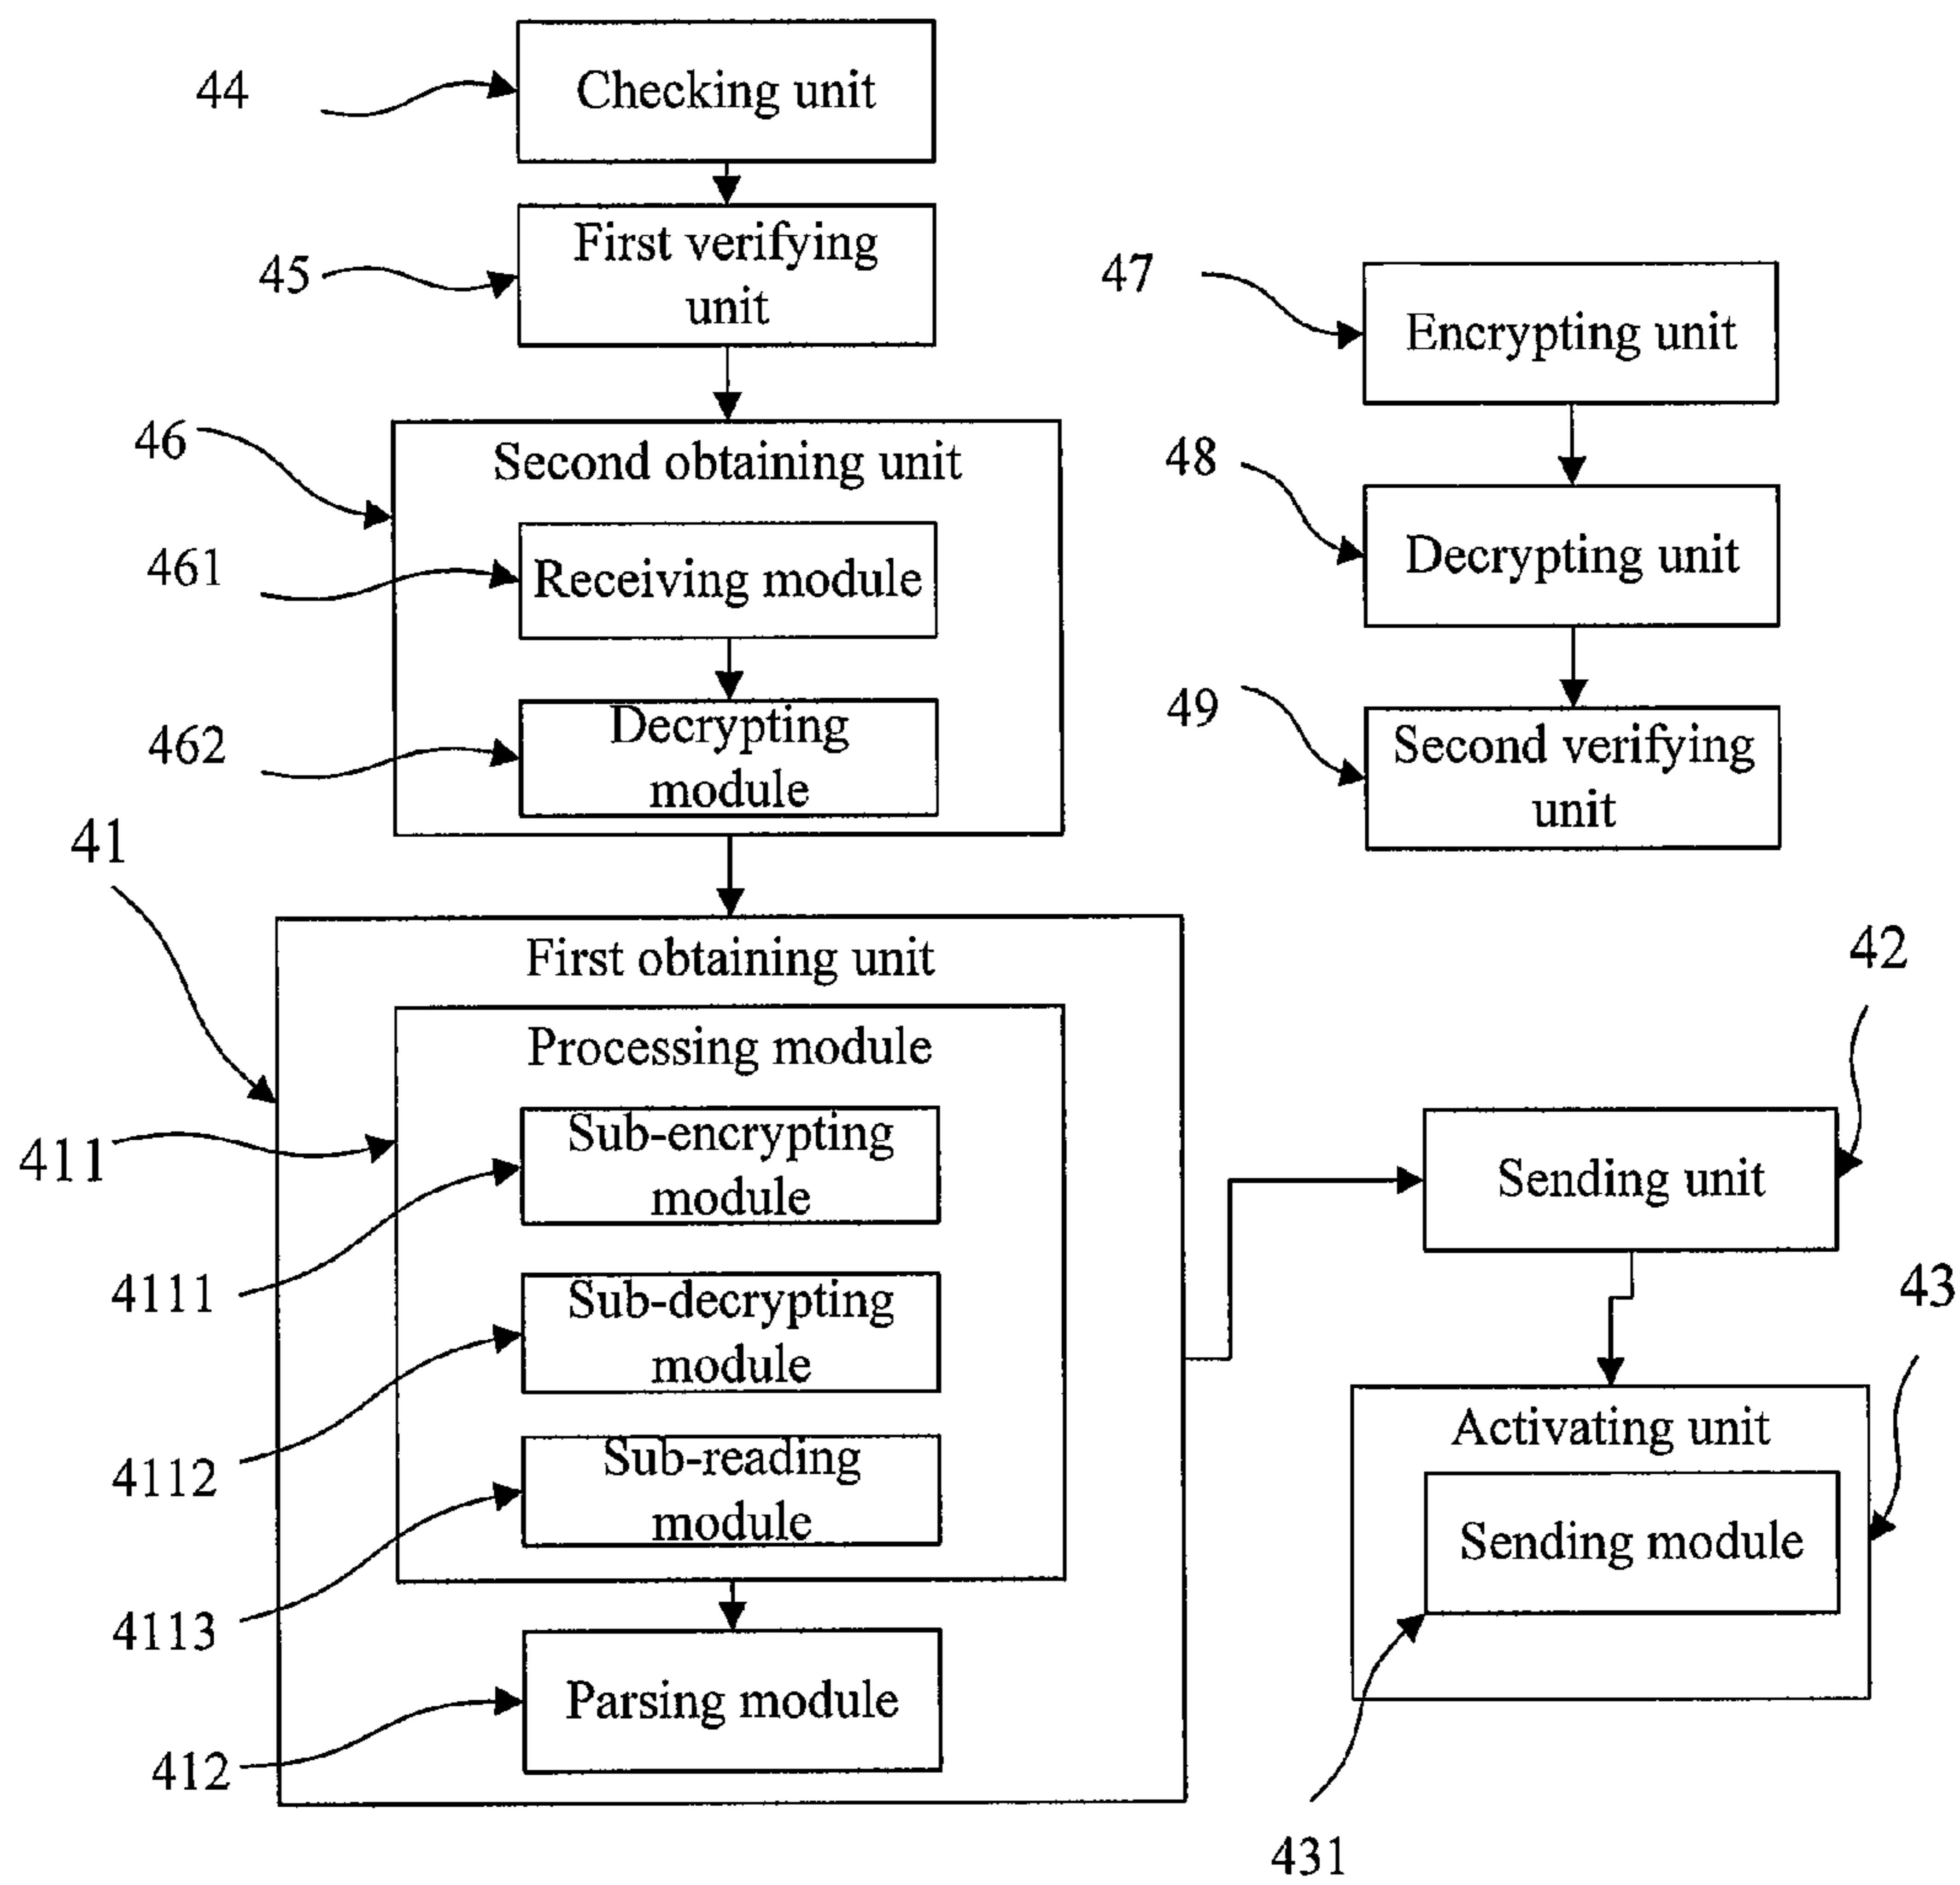 44
Checking unit
45
First verifying
unit
46
Second obtaining unit
461
Receiving module
462
Decrypting
module
41
First obtaining unit
411
Processing module
4111
Sub-encrypting
module
4112
Sub-decrypting
module
4113
Sub-reading
module
412
Parsing module
47
Encrypting unit
48
Decrypting unit
49
Second verifying
unit
42
Sending unit
43
Activating unit
Sending module
431